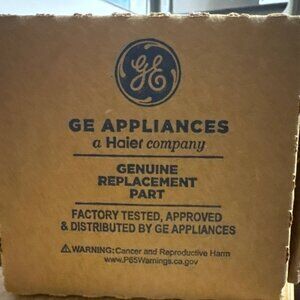 GE
GE APPLIANCES
a Haier company
GENUINE
REPLACEMENT
PART
FACTORY TESTED, APPROVED
& DISTRIBUTED BY GE APPLIANCES
⚠WARNING: Cancer and Reproductive Harm
www.P65Warnings.ca.gov